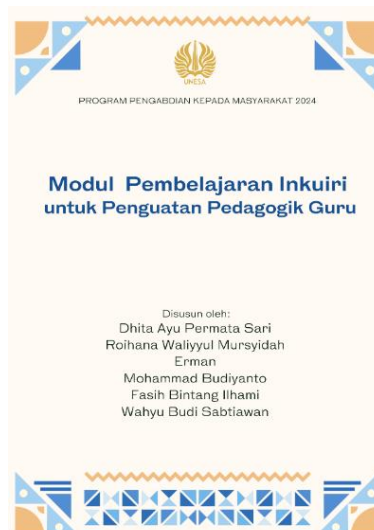 UNESA
PROGRAM PENGABDIAN KEPADA MASYARAKAT 2024
Modul Pembelajaran Inkuiri
untuk Penguatan Pedagogik Guru
Disusun oleh:
Dhita Ayu Permata Sari
Roihana Waliyyul Mursyidah
Erman
Mohammad Budiyanto
Fasih Bintang Ilhami
Wahyu Budi Sabtiawan